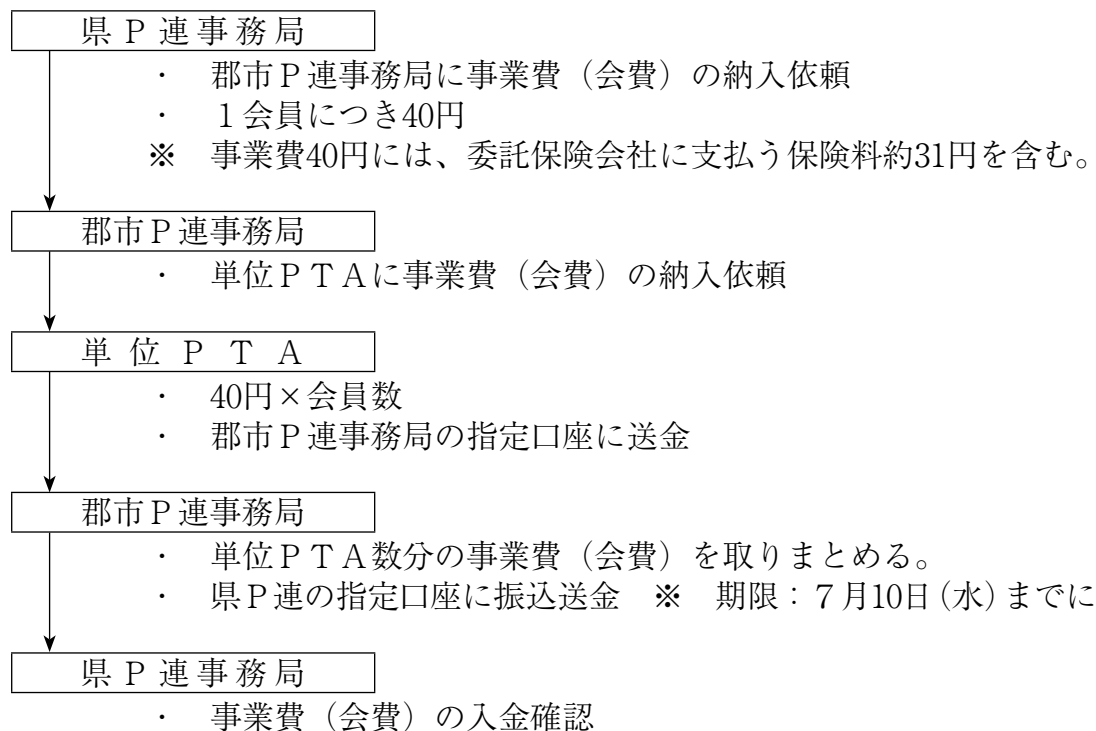 県Ｐ連事務局
・　郡市Ｐ連事務局に事業費（会費）の納入依頼
・　１会員につき40円
※　事業費40円には、委託保険会社に支払う保険料約31円を含む。
郡市Ｐ連事務局
・　単位ＰＴＡに事業費（会費）の納入依頼
単位ＰＴＡ
・　40円×会員数
・　郡市Ｐ連事務局の指定口座に送金
郡市Ｐ連事務局
・　単位ＰＴＡ数分の事業費（会費）を取りまとめる。
・　県Ｐ連の指定口座に振込送金　※　期限：７月10日（水）までに
県Ｐ連事務局
・　事業費（会費）の入金確認